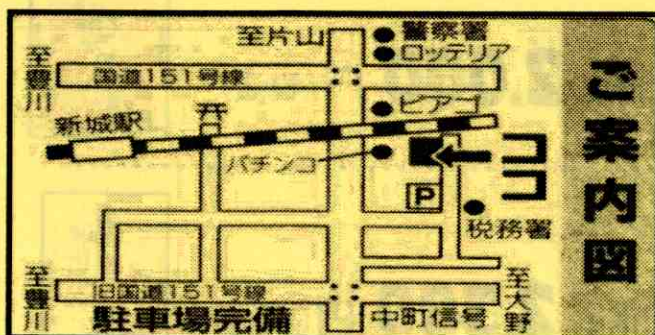 至片山
警察署
ロッテリア
至豊川
国道151号線
ピアゴ
新城駅
パチンコ
ココ
P
税務署
至豊川
旧国道151号線
至大野
駐車場完備
中町信号
ご案内図